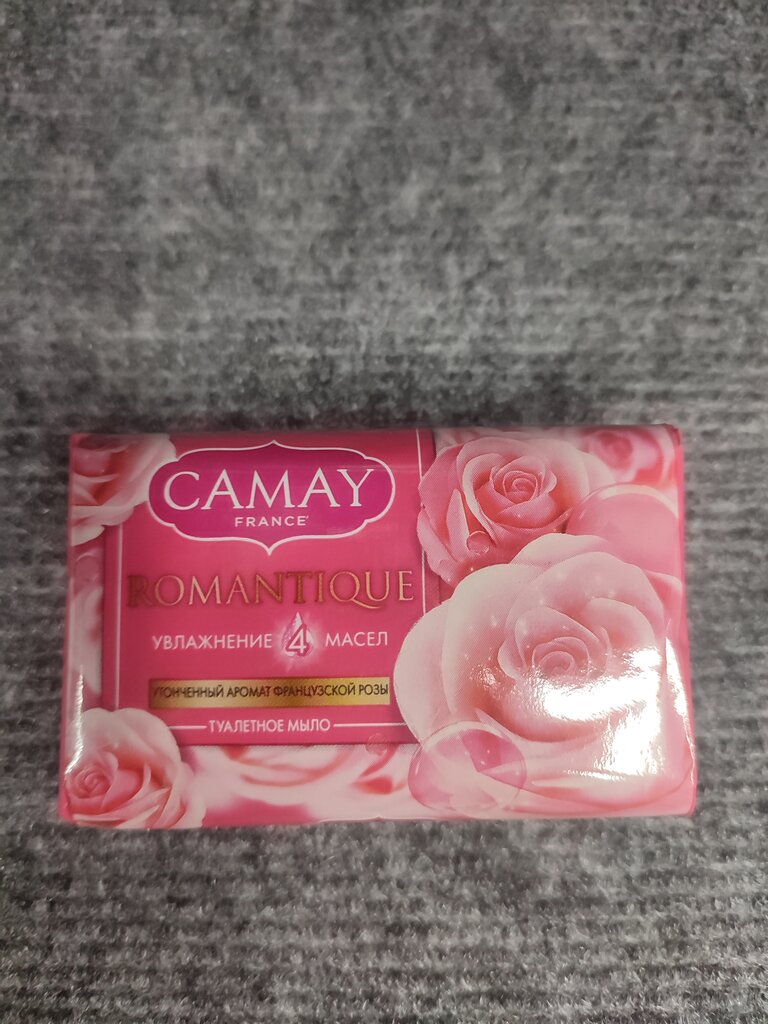 CAMAY
FRANCE
ROMANTIQUE
УВЛАЖНЕНИЕ 4 МАСЕЛ
УТОНЧЕННЫЙ АРОМАТ ФРАНЦУЗСКОЙ РОЗЫ
ТУАЛЕТНОЕ МЫЛО